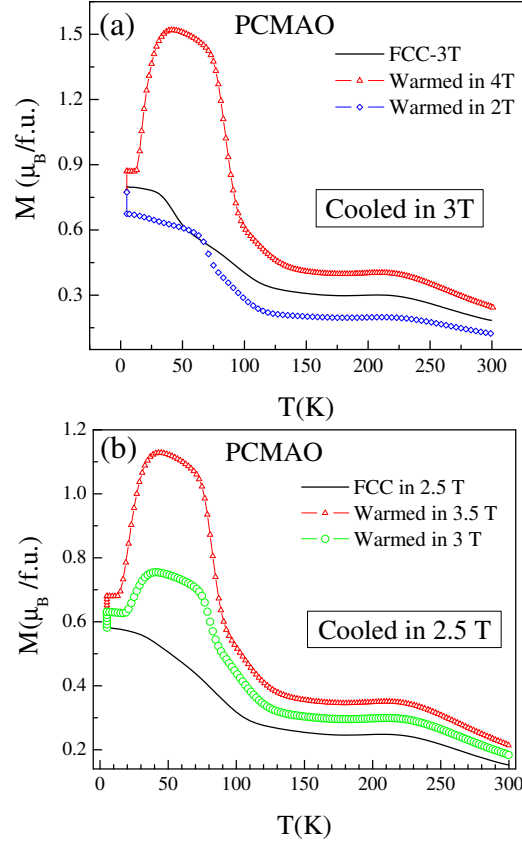 (a) PCMAO
FCC-3T
Warmed in 4T
Warmed in 2T
Cooled in 3T
M (μ_B/f.u.)
1.5
1.2
0.9
0.6
0.3
0 50 100 150 200 250 300
T(K)
(b) PCMAO
FCC in 2.5 T
Warmed in 3.5 T
Warmed in 3 T
Cooled in 2.5 T
M(μ_B /f.u.)
1.2
1.0
0.8
0.6
0.4
0.2
0 50 100 150 200 250 300
T(K)